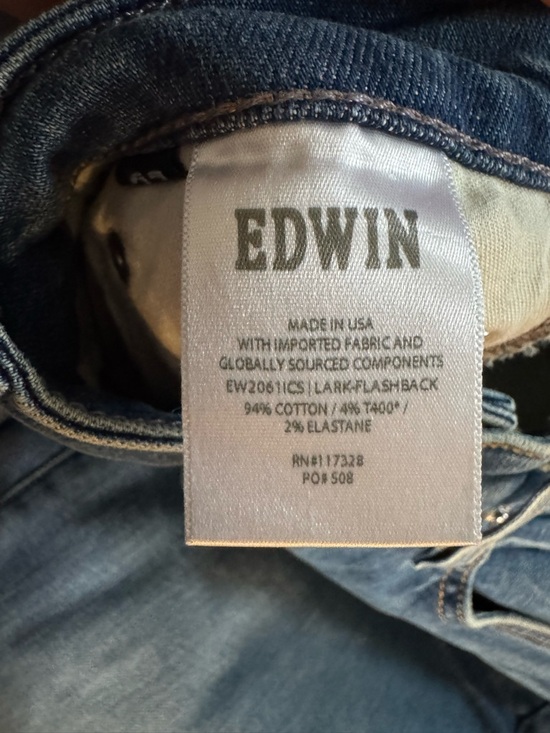 EDWIN
MADE IN USA
WITH IMPORTED FABRIC AND
GLOBALLY SOURCED COMPONENTS
EW2061ICS | LARK-FLASHBACK
94% COTTON / 4% T400® /
2% ELASTANE
RN#117328
PO# 508